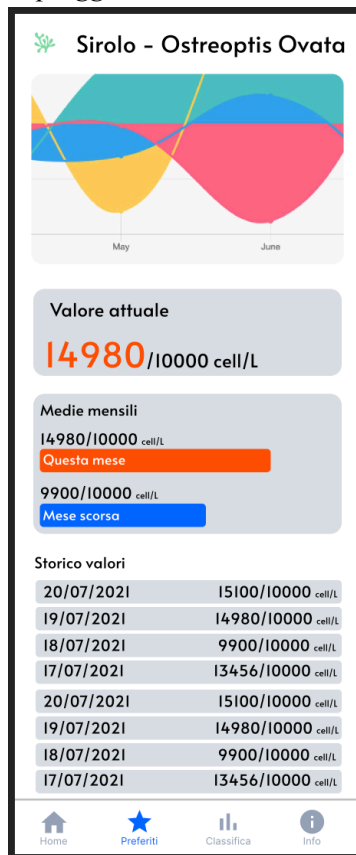 Sirolo - Ostreoptis Ovata
May June
Valore attuale
14980/10000 cell/L
Medie mensili
14980/10000 cell/L
Questa mese
9900/10000 cell/L
Mese scorsa
Storico valori
20/07/2021 15100/10000 cell/L
19/07/2021 14980/10000 cell/L
18/07/2021 9900/10000 cell/L
17/07/2021 13456/10000 cell/L
20/07/2021 15100/10000 cell/L
19/07/2021 14980/10000 cell/L
18/07/2021 9900/10000 cell/L
17/07/2021 13456/10000 cell/L
Home Preferiti Classifica Info